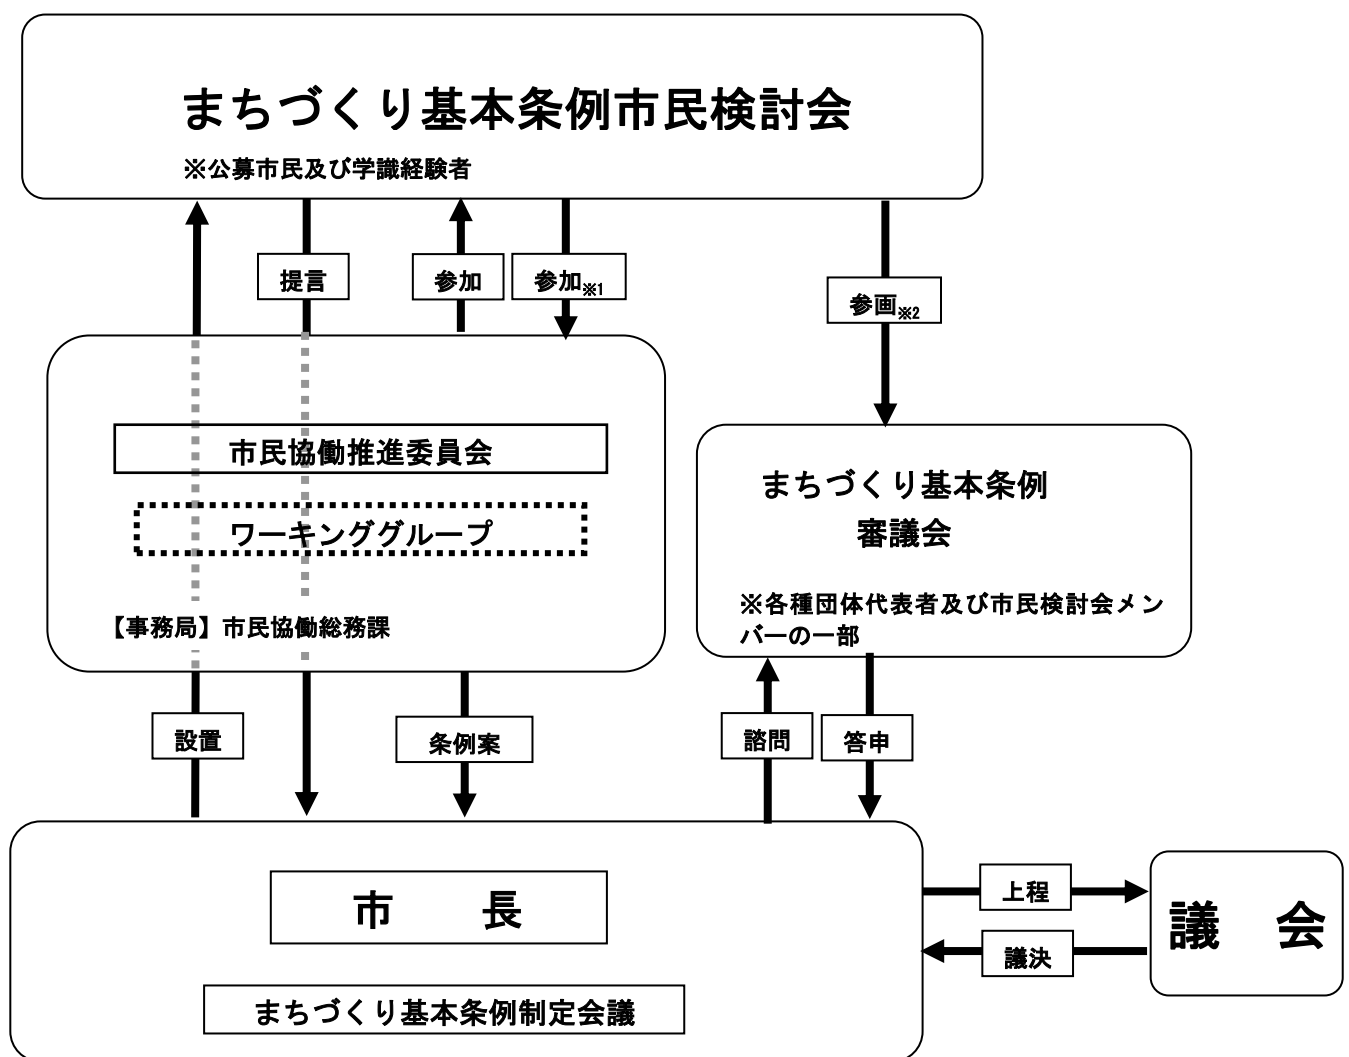 まちづくり基本条例市民検討会
※公募市民及び学識経験者
提言
参加
参加※1
参画※2
市民協働推進委員会
ワーキンググループ
【事務局】市民協働総務課
まちづくり基本条例
審議会
※各種団体代表者及び市民検討会メン
バーの一部
設置
条例案
諮問
答申
市　長
まちづくり基本条例制定会議
上程
議決
議　会